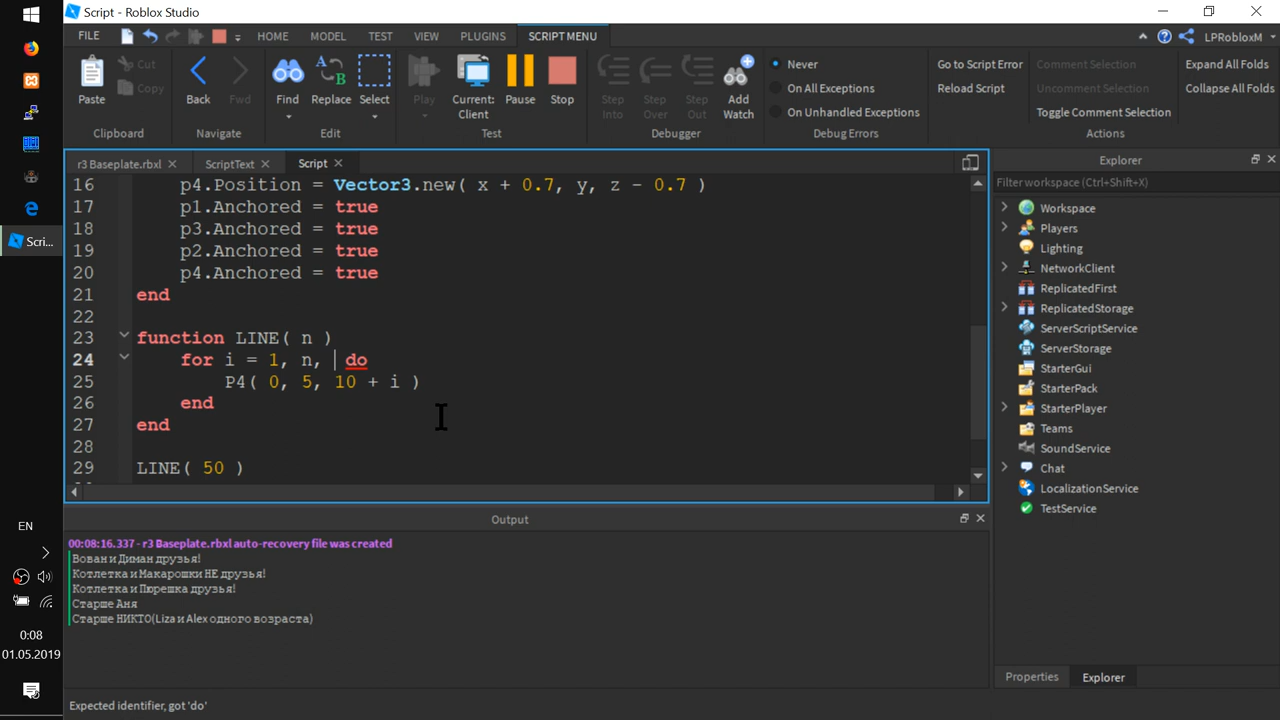 Script - Roblox Studio
FILE HOME MODEL TEST VIEW PLUGINS SCRIPT MENU LPRobloxM
Paste Cut Copy Back Fwd Find Replace Select Play Current: Client Pause Stop Step Into Step Over Step Out Add Watch
Never
On All Exceptions
On Unhandled Exceptions
Go to Script Error
Reload Script
Comment Selection
Uncomment Selection
Toggle Comment Selection
Expand All Folds
Collapse All Folds
Clipboard Navigate Edit Test Debugger Debug Errors Actions
r3 Baseplate.rbxl ScriptText Script
16 p4.Position = Vector3.new( x + 0.7, y, z - 0.7 )
17 p1.Anchored = true
18 p3.Anchored = true
19 p2.Anchored = true
20 p4.Anchored = true
21 end
22
23 function LINE( n )
24 for i = 1, n, do
25 P4( 0, 5, 10 + i )
26 end
27 end
28
29 LINE( 50 )
Output
00:08:16.337 - r3 Baseplate.rbxl auto-recovery file was created
Вован и Диман друзья!
Котлетка и Макарошки НЕ друзья!
Котлетка и Пюрешка друзья!
Старше Аня
Старше НИКТО(Liza и Alex одного возраста)
Expected identifier, got 'do'
Explorer
Filter workspace (Ctrl+Shift+X)
Workspace
Players
Lighting
NetworkClient
ReplicatedFirst
ReplicatedStorage
ServerScriptService
ServerStorage
StarterGui
StarterPack
StarterPlayer
Teams
SoundService
Chat
LocalizationService
TestService
Properties Explorer
Scri...
EN
0:08
01.05.2019